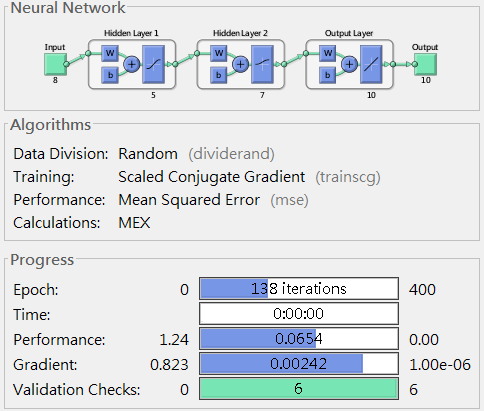 Neural Network
Hidden Layer 1 Hidden Layer 2 Output Layer
Input Output
W W W
b + b + b +
8 5 7 10 10
Algorithms
Data Division: Random (dividerand)
Training: Scaled Conjugate Gradient (trainscg)
Performance: Mean Squared Error (mse)
Calculations: MEX
Progress
Epoch: 0 138 iterations 400
Time: 0:00:00
Performance: 1.24 0.0654 0.00
Gradient: 0.823 0.00242 1.00e-06
Validation Checks: 0 6 6